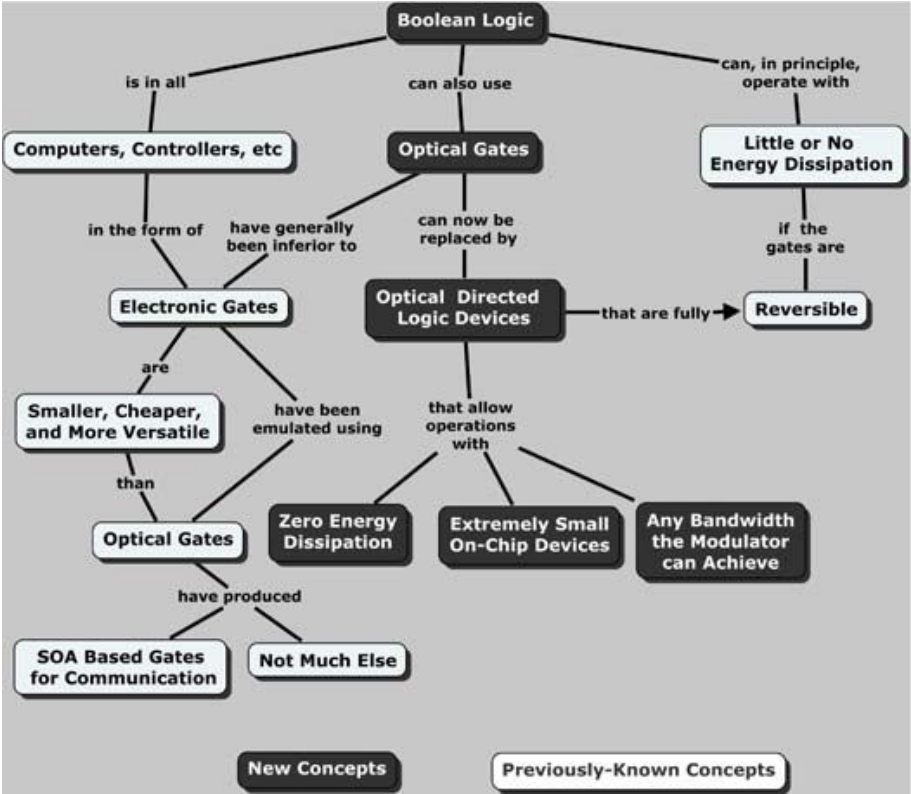 Boolean Logic
is in all
can also use
can, in principle,
operate with
Computers, Controllers, etc
Optical Gates
Little or No
Energy Dissipation
in the form of
have generally
been inferior to
can now be
replaced by
if the
gates are
Electronic Gates
Optical Directed
Logic Devices
that are fully
Reversible
are
Smaller, Cheaper,
and More Versatile
have been
emulated using
that allow
operations
with
than
Optical Gates
Zero Energy
Dissipation
Extremely Small
On-Chip Devices
Any Bandwidth
the Modulator
can Achieve
have produced
SOA Based Gates
for Communication
Not Much Else
New Concepts
Previously-Known Concepts